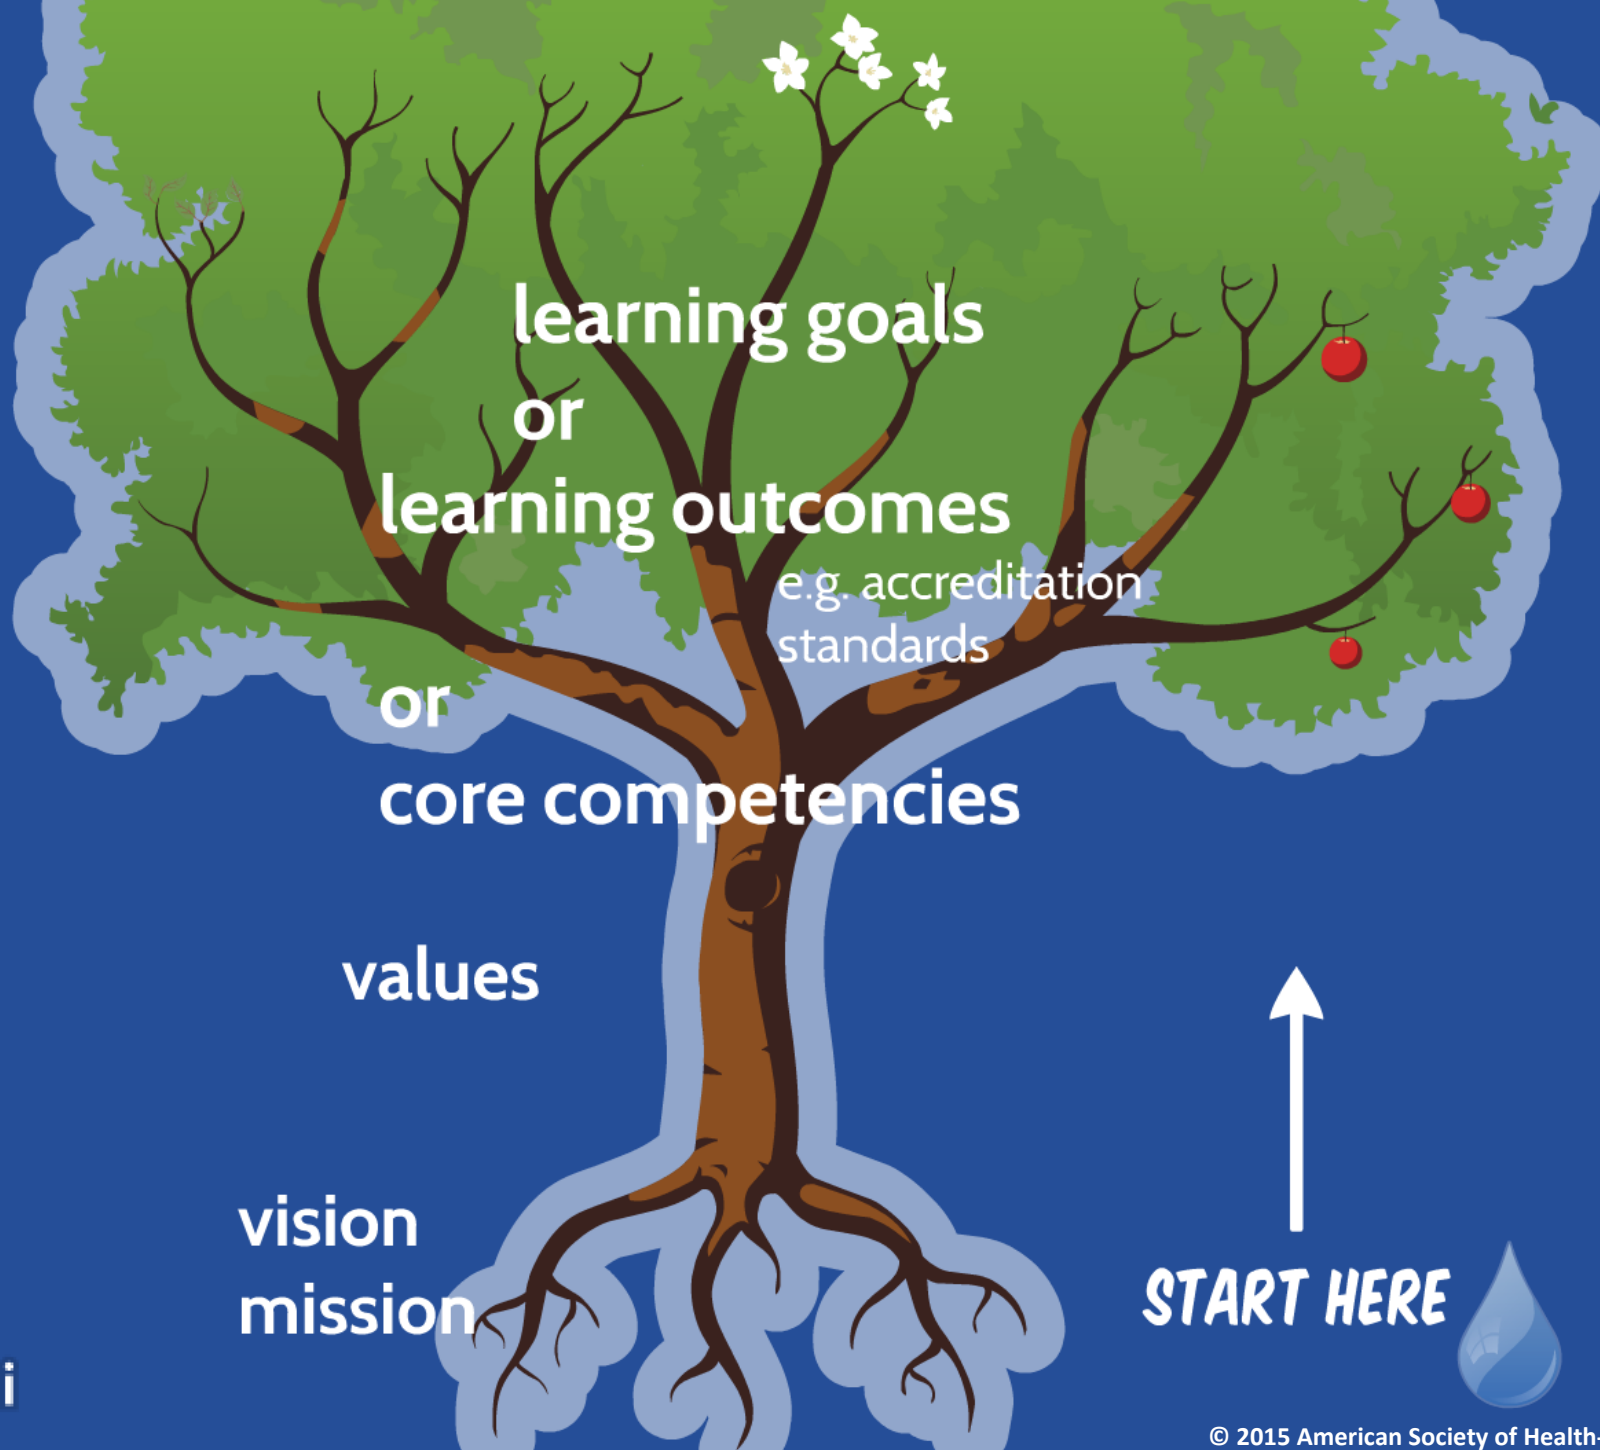 learning goals
or
learning outcomes
e.g. accreditation
standards
or
core competencies
values
vision
mission
START HERE
i
© 2015 American Society of Health-